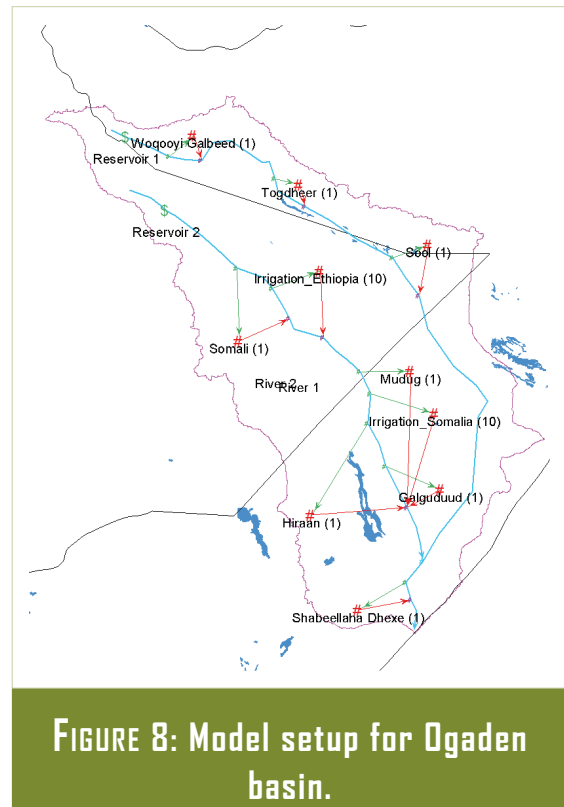 Woqooyi Galbeed (1)
Reservoir 1
Togdheer (1)
Reservoir 2
Sool (1)
Irrigation_Ethiopia (10)
Somali (1)
River 2
River 1
Mudug (1)
Irrigation_Somalia (10)
Galguduud (1)
Hiraan (1)
Shabeellaha Dhexe (1)
FIGURE 8: Model setup for Ogaden
basin.